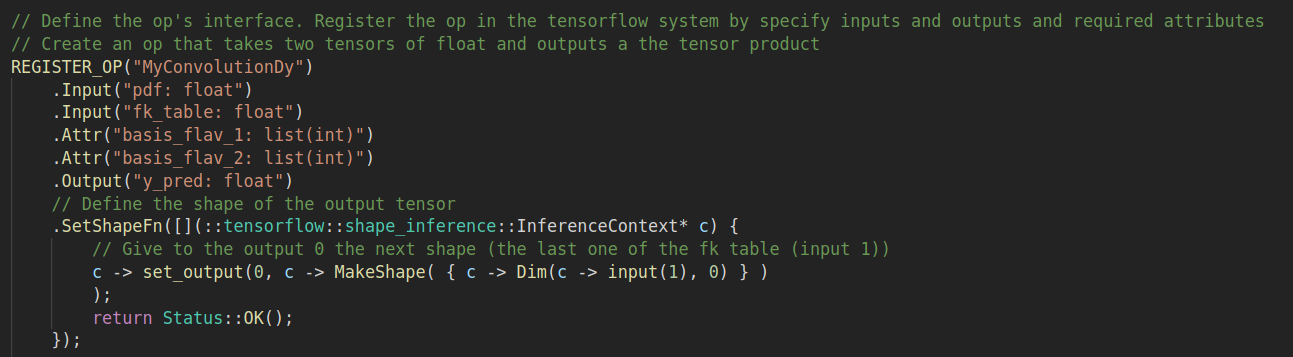 // Define the op's interface. Register the op in the tensorflow system by specify inputs and outputs and required attributes
// Create an op that takes two tensors of float and outputs a the tensor product
REGISTER_OP("MyConvolutionDy")
    .Input("pdf: float")
    .Input("fk_table: float")
    .Attr("basis_flav_1: list(int)")
    .Attr("basis_flav_2: list(int)")
    .Output("y_pred: float")
    // Define the shape of the output tensor
    .SetShapeFn([](::tensorflow::shape_inference::InferenceContext* c) {
        // Give to the output 0 the next shape (the last one of the fk table (input 1))
        c -> set_output(0, c -> MakeShape( { c -> Dim(c -> input(1), 0) } )
        );
        return Status::OK();
    });